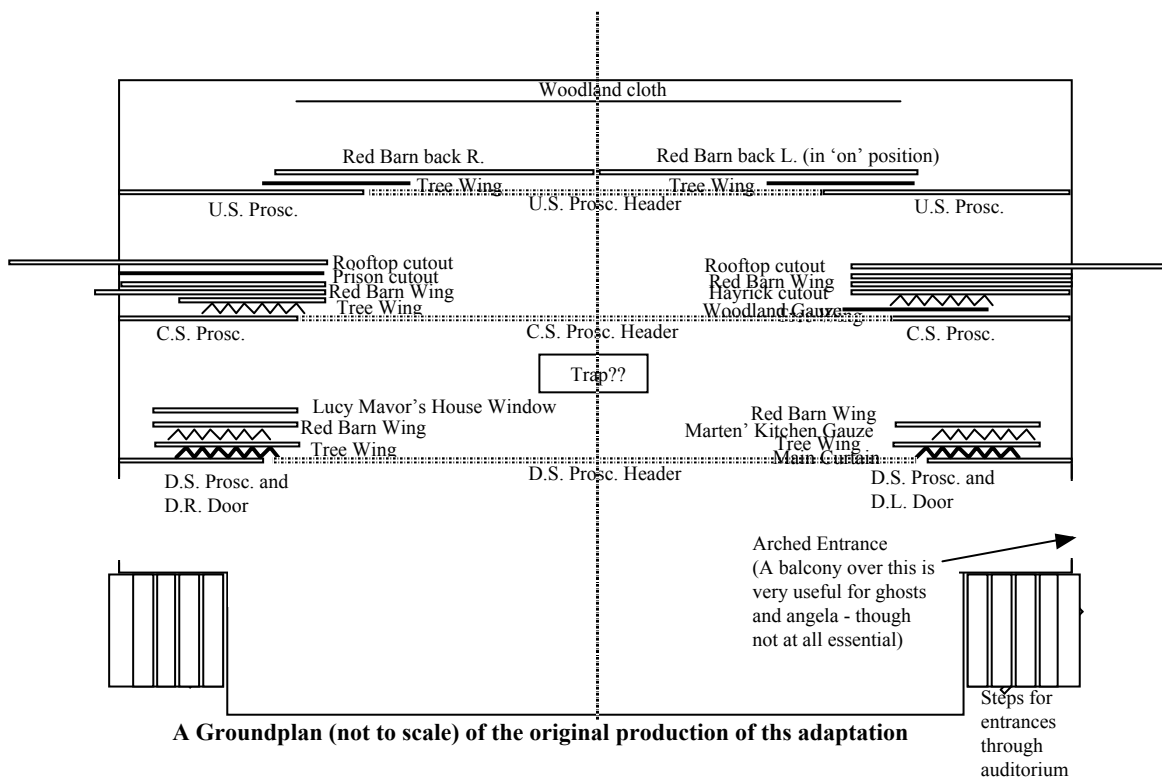 Woodland cloth
Red Barn back R.
Red Barn back L. (in ‘on’ position)
Tree Wing
Tree Wing
U.S. Prosc.
U.S. Prosc. Header
U.S. Prosc.
Rooftop cutout
Prison cutout
Red Barn Wing
Tree Wing
Rooftop cutout
Red Barn Wing
Hayrick cutout
Woodland Gauze
Wing
C.S. Prosc.
C.S. Prosc. Header
C.S. Prosc.
Trap??
Lucy Mavor’s House Window
Red Barn Wing
Tree Wing
Red Barn Wing
Marten’ Kitchen Gauze
Tree Wing
Main Curtain
D.S. Prosc. and
D.R. Door
D.S. Prosc. Header
D.S. Prosc. and
D.L. Door
Arched Entrance
(A balcony over this is
very useful for ghosts
and angela - though
not at all essential)
Steps for
entrances
through
auditorium
A Groundplan (not to scale) of the original production of ths adaptation